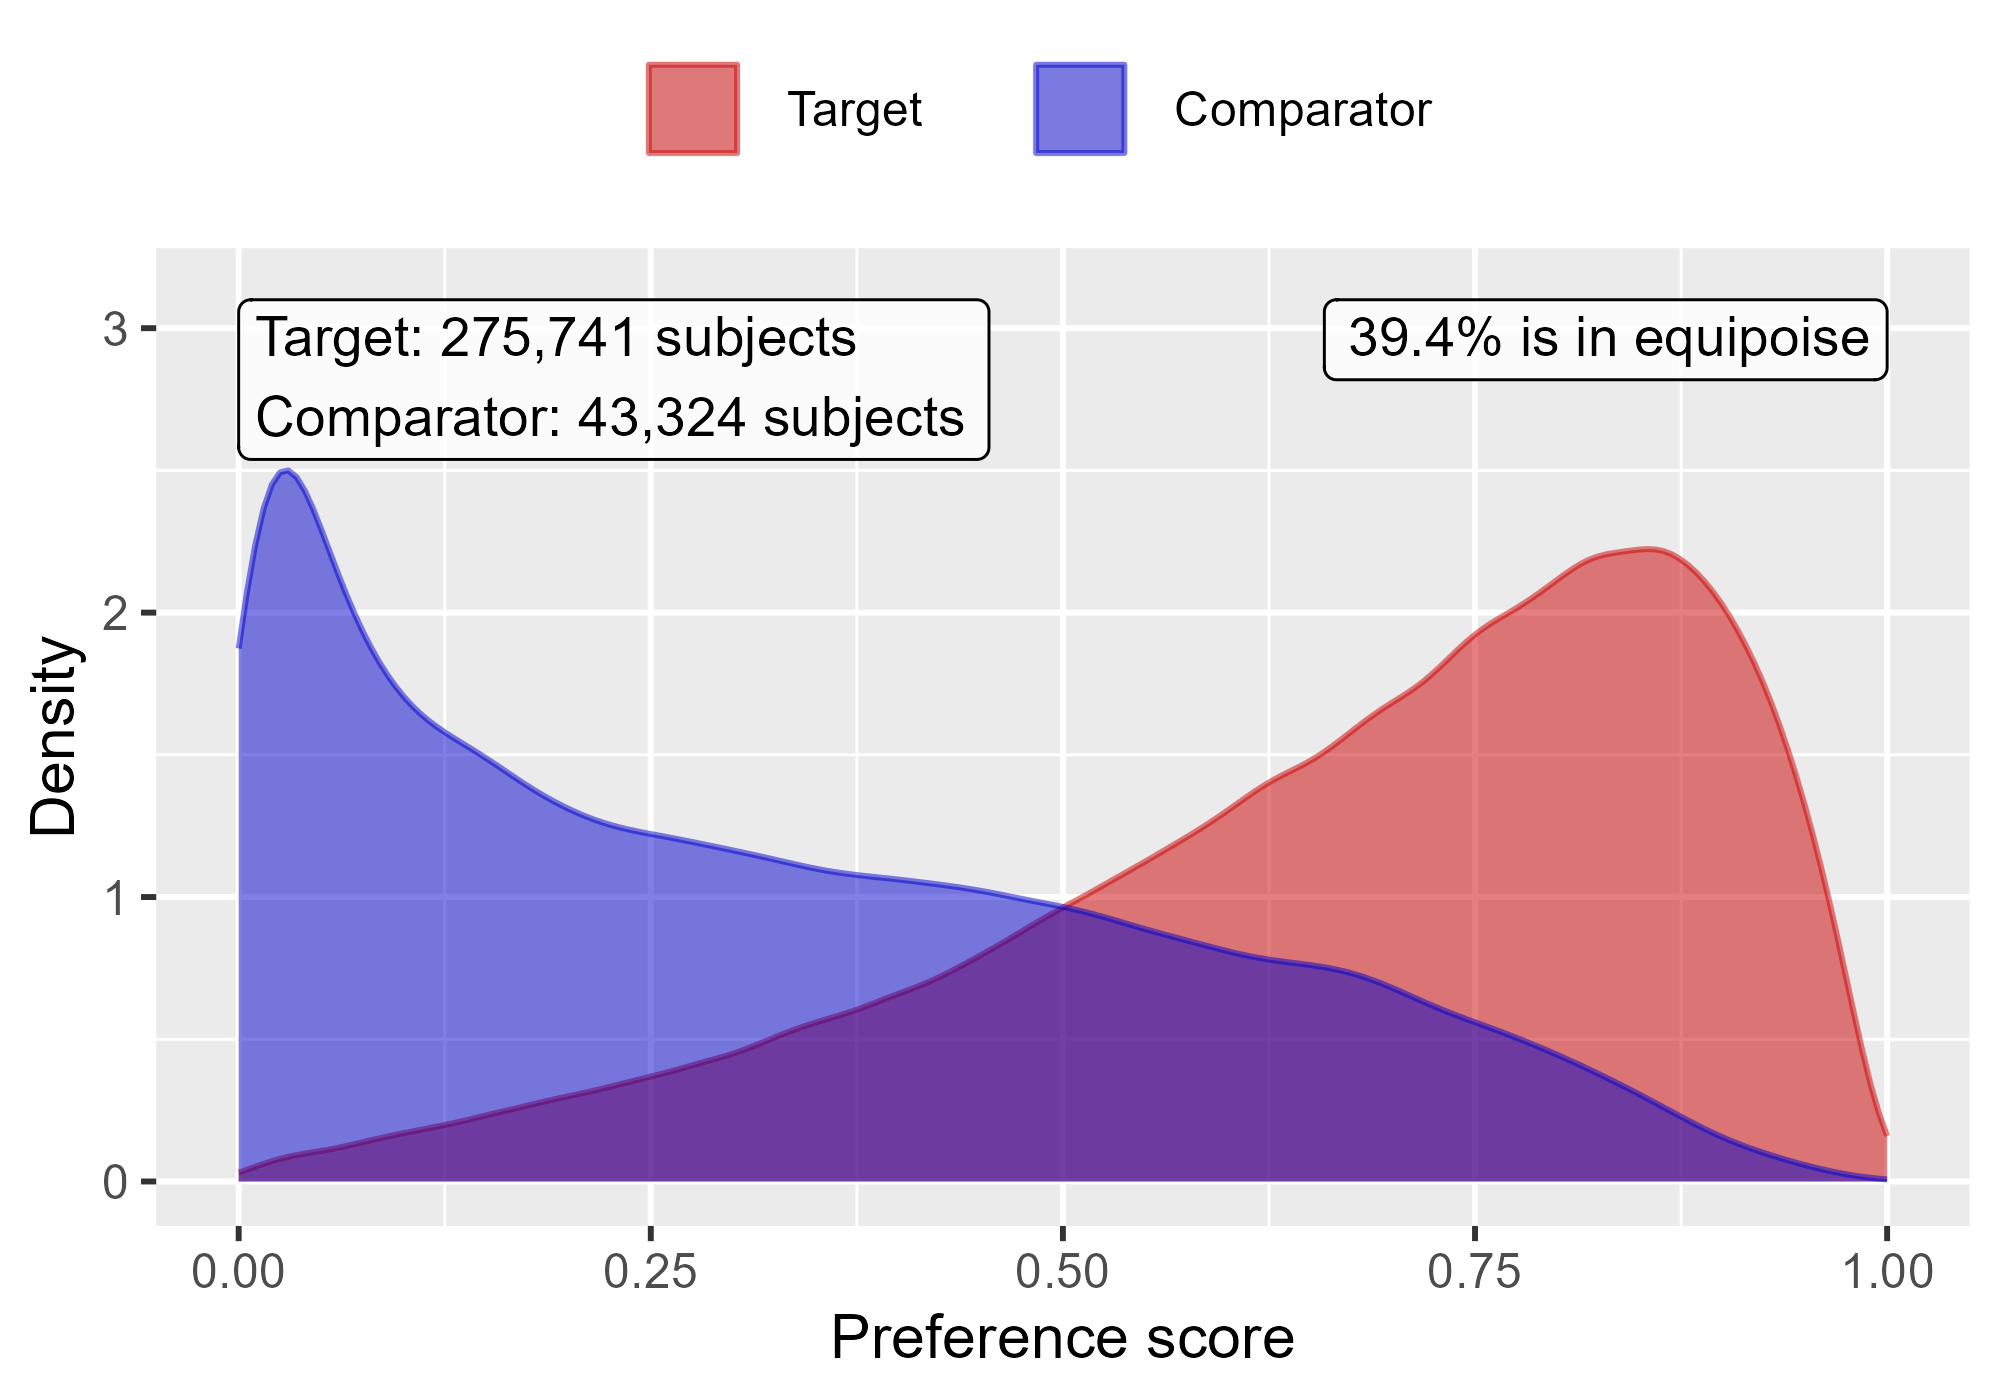 Target
Comparator
Target: 275,741 subjects
Comparator: 43,324 subjects
39.4% is in equipoise
Density
3
2
1
0
0.00
0.25
0.50
0.75
1.00
Preference score